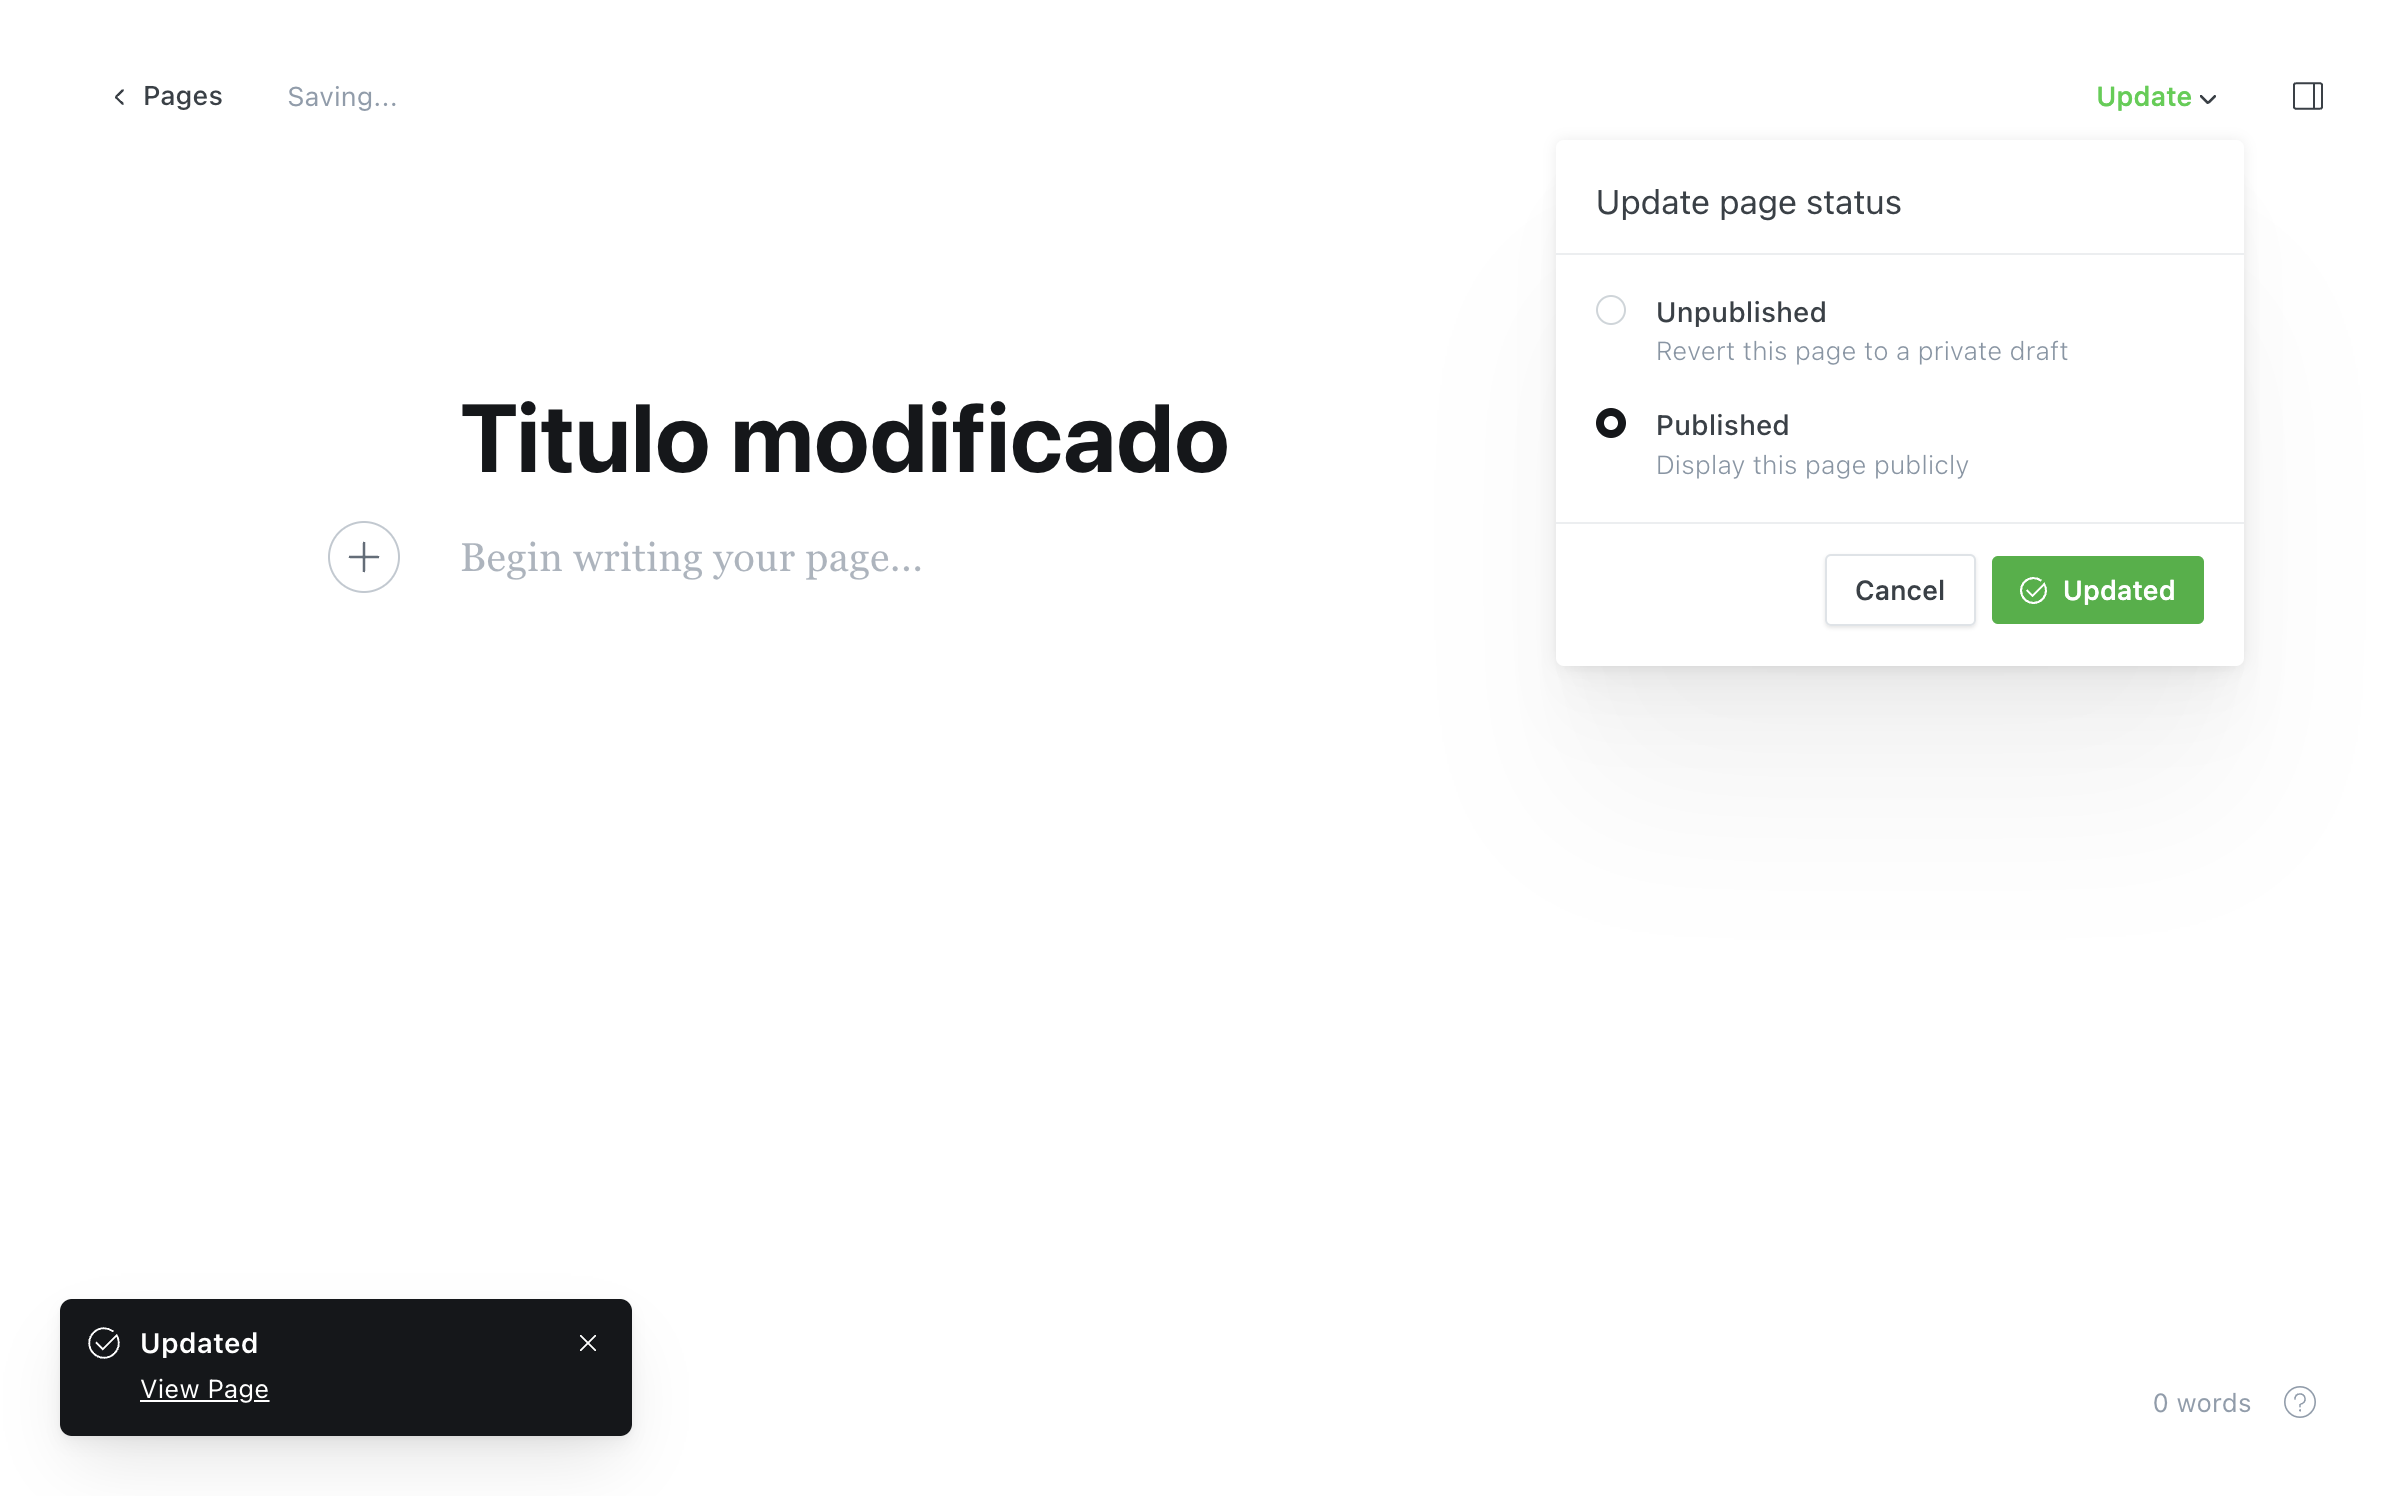 Pages
Saving...
Update
Update page status
Unpublished
Revert this page to a private draft
Published
Display this page publicly
Cancel
Updated
Titulo modificado
Begin writing your page...
Updated
View Page
0 words
?